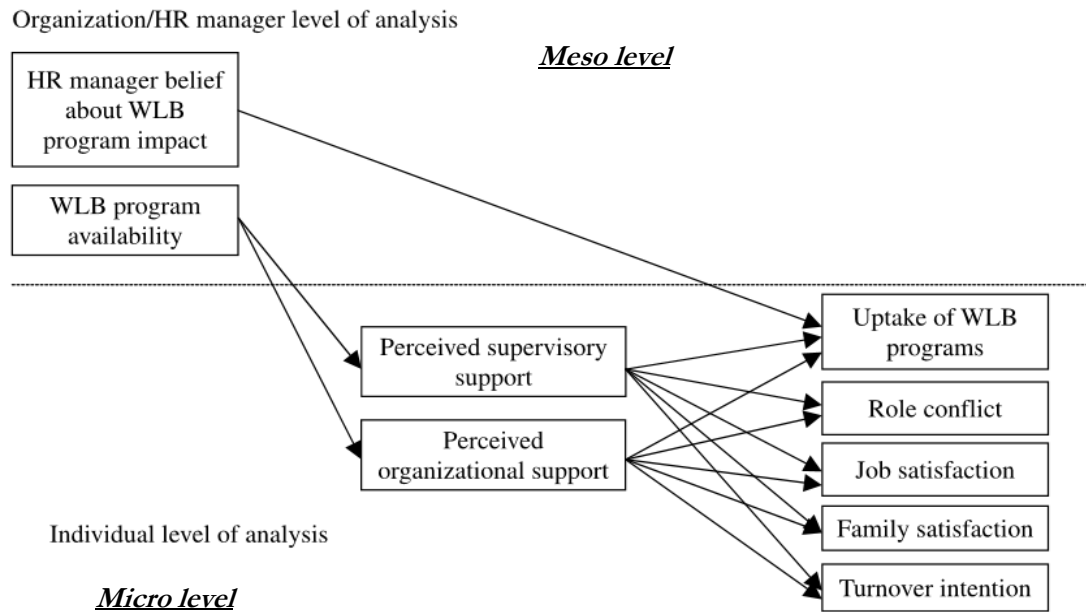 Organization/HR manager level of analysis
Meso level
HR manager belief
about WLB
program impact
WLB program
availability
Perceived supervisory
support
Perceived
organizational support
Uptake of WLB
programs
Role conflict
Job satisfaction
Family satisfaction
Turnover intention
Individual level of analysis
Micro level